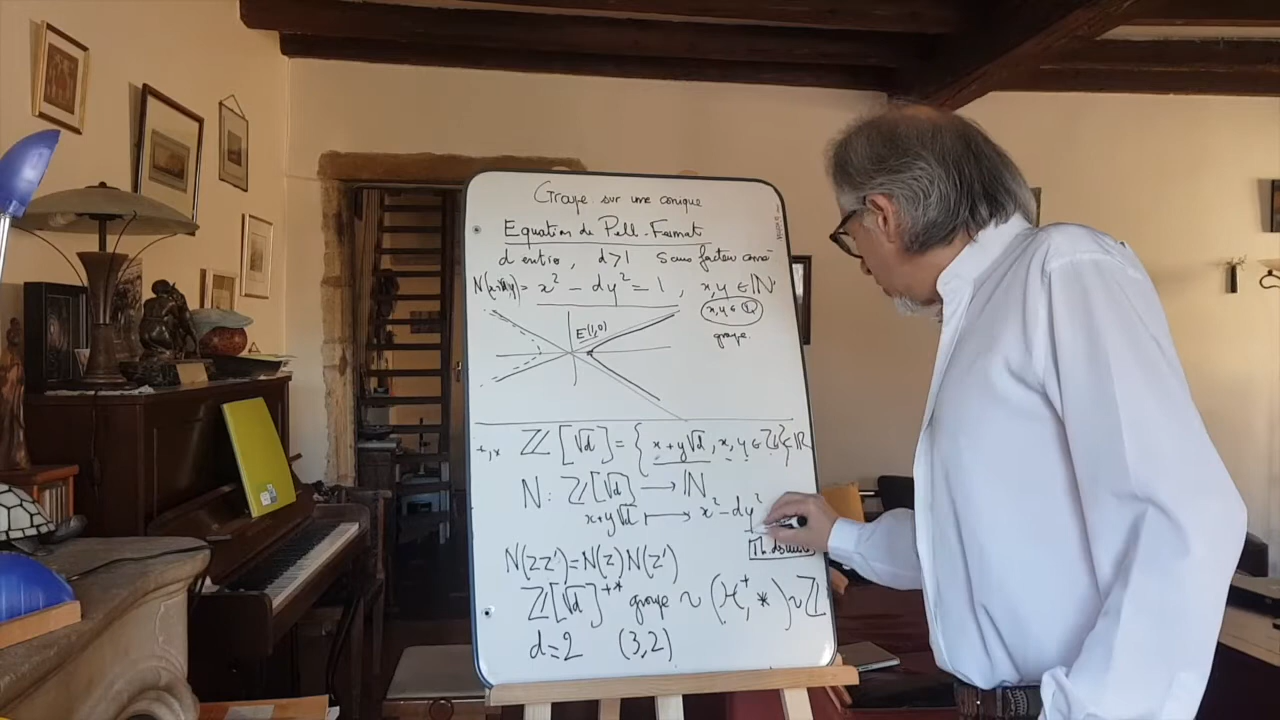 Groupe sur une conique
Equation de Pell-Fermat
d entier, d>1 sans facteur carré
N(x+√d y) = x² - dy² = 1, x,y ∈ ℕ*
x,y ∈ ℚ
groupe
E(1,0)
+,× ℤ[√d] = {x+y√d, x, y ∈ ℤ} ⊊ ℝ
N: ℤ[√d] → ℕ
x+y√d ↦ x² - dy²
N(zz') = N(z) N(z')
ℤ[√d]⁺* groupe ~ (ℋ⁺, *) ~ ℤ
d=2 (3,2)